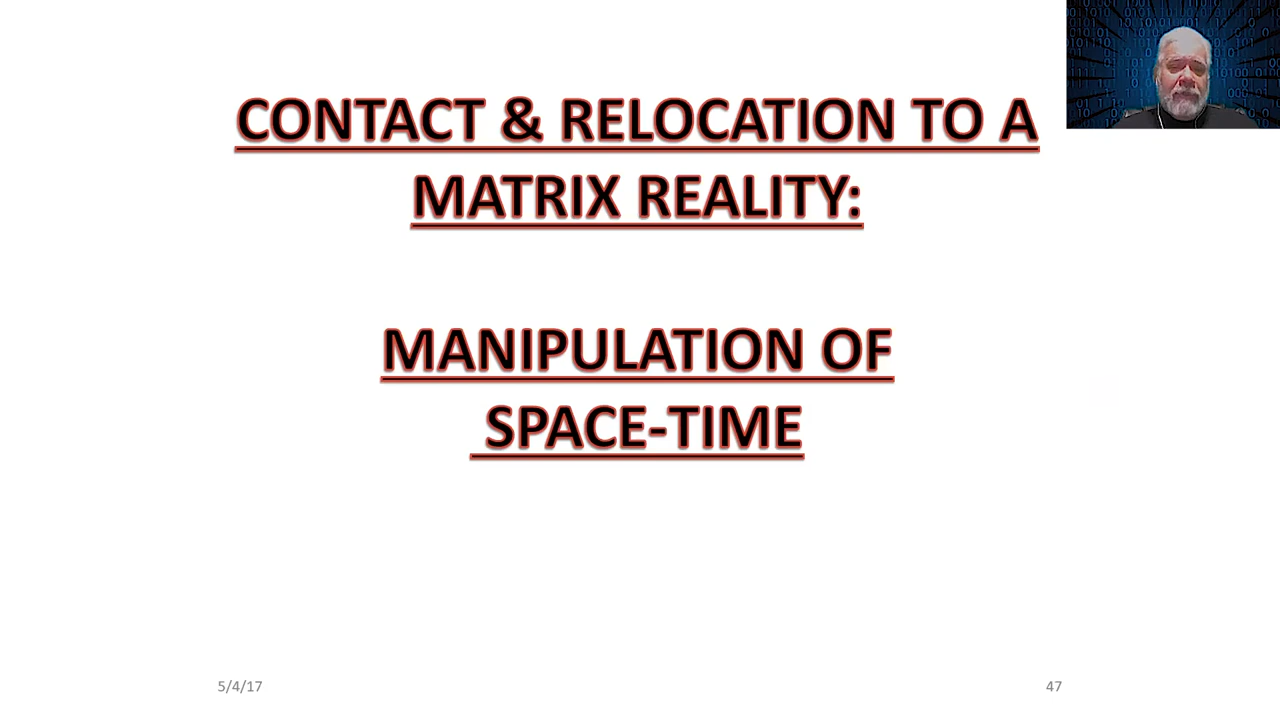 CONTACT & RELOCATION TO A
MATRIX REALITY:
MANIPULATION OF
SPACE-TIME
5/4/17
47